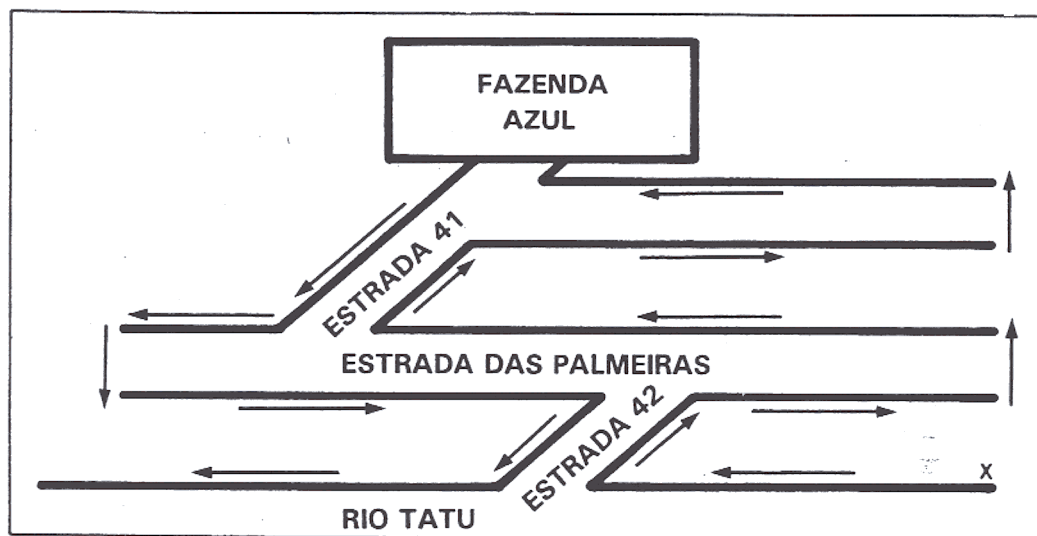 FAZENDA
AZUL
ESTRADA 41
ESTRADA DAS PALMEIRAS
ESTRADA 42
X
RIO TATU